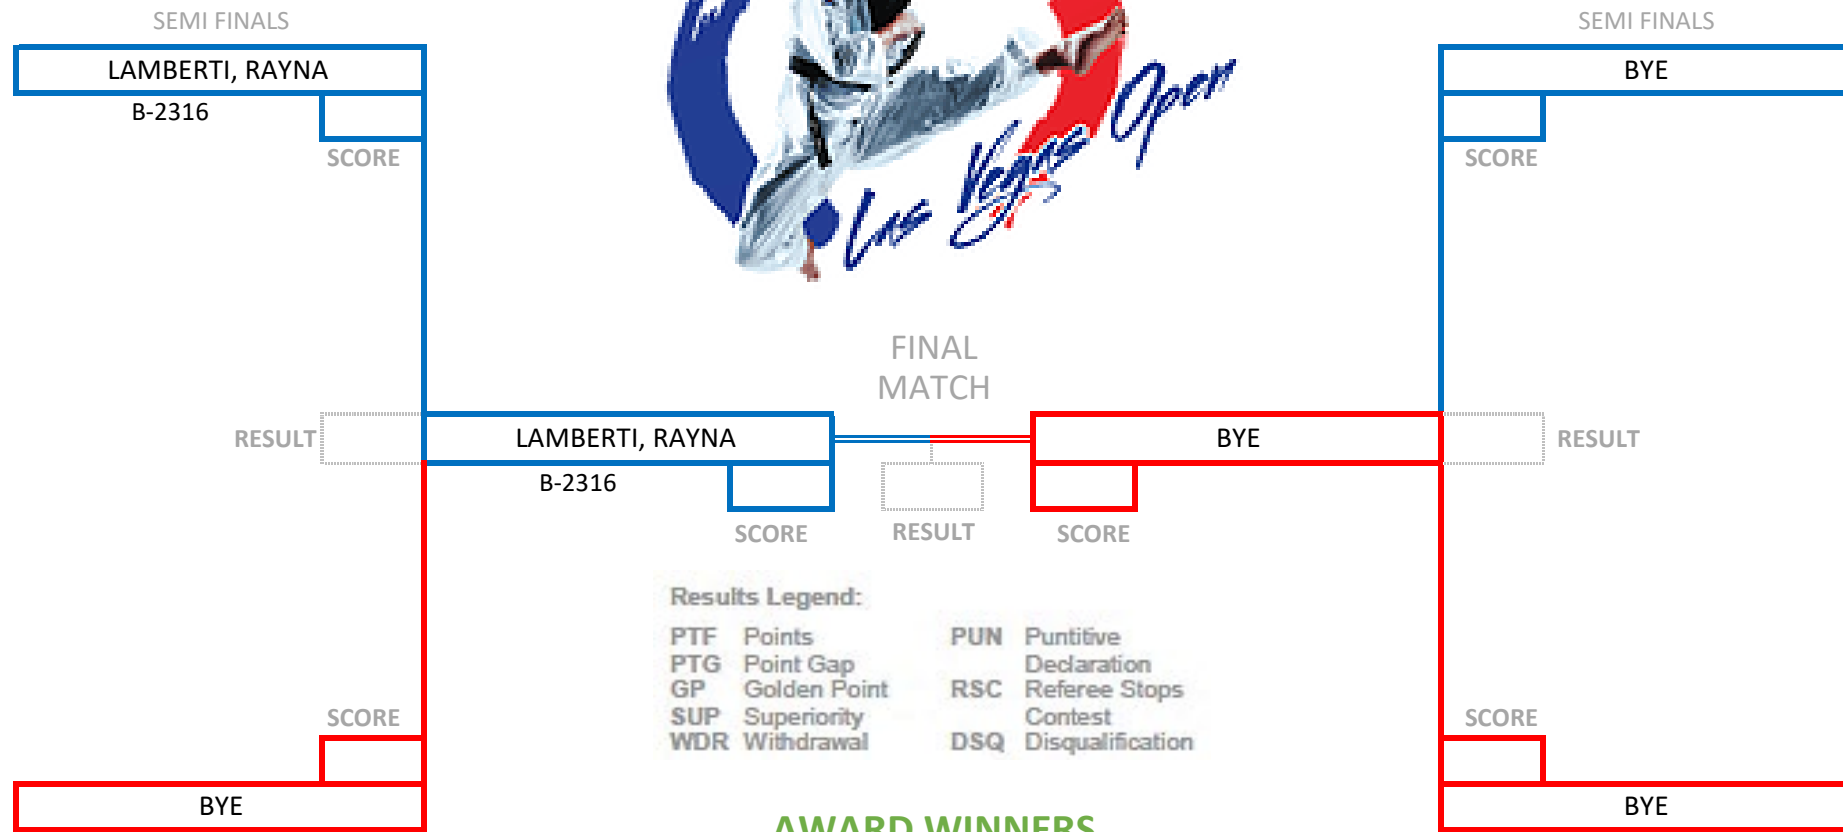 SEMI FINALS
SEMI FINALS
LAMBERTI, RAYNA
BYE
B-2316
SCORE
SCORE
Las Vegas Open
FINAL
MATCH
RESULT
LAMBERTI, RAYNA
BYE
RESULT
B-2316
SCORE
RESULT
SCORE
Results Legend:
PTF Points
PTG Point Gap
GP Golden Point
SUP Superiority
WDR Withdrawal
PUN Puntitive
Declaration
RSC Referee Stops
Contest
DSQ Disqualification
SCORE
SCORE
BYE
BYE
AWARD WINNERS